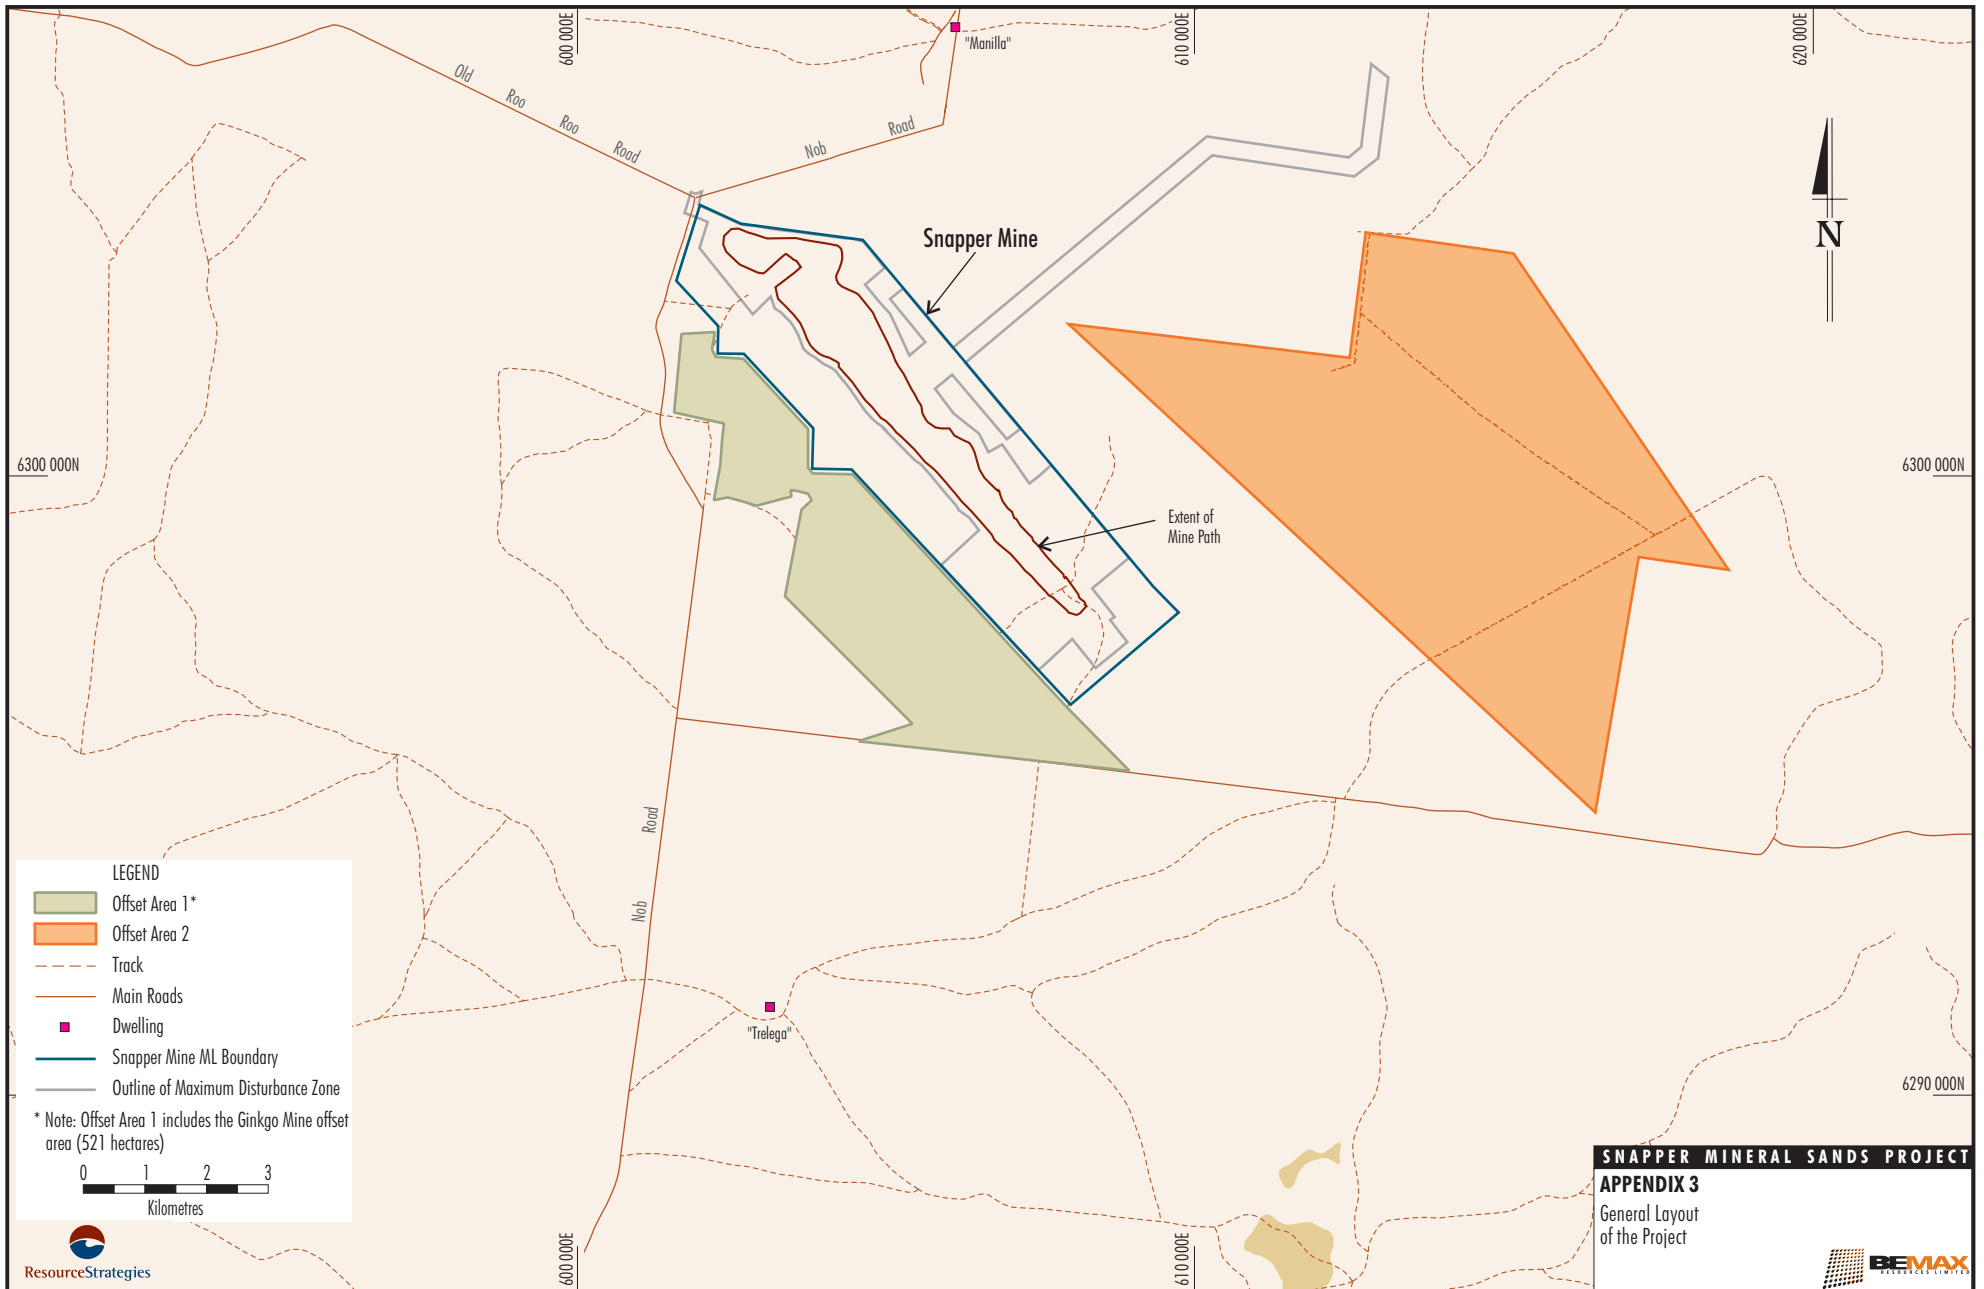 600 000E
610 000E
620 000E
"Manilla"
Old Roo Roo Road
Nob Road
Snapper Mine
N
6300 000N
6300 000N
Extent of
Mine Path
Nob Road
"Trelega"
LEGEND
Offset Area 1*
Offset Area 2
Track
Main Roads
Dwelling
Snapper Mine ML Boundary
Outline of Maximum Disturbance Zone
* Note: Offset Area 1 includes the Ginkgo Mine offset
area (521 hectares)
0 1 2 3
Kilometres
ResourceStrategies
6290 000N
600 000E
610 000E
SNAPPER MINERAL SANDS PROJECT
APPENDIX 3
General Layout
of the Project
BEMAX
RESOURCES LIMITED